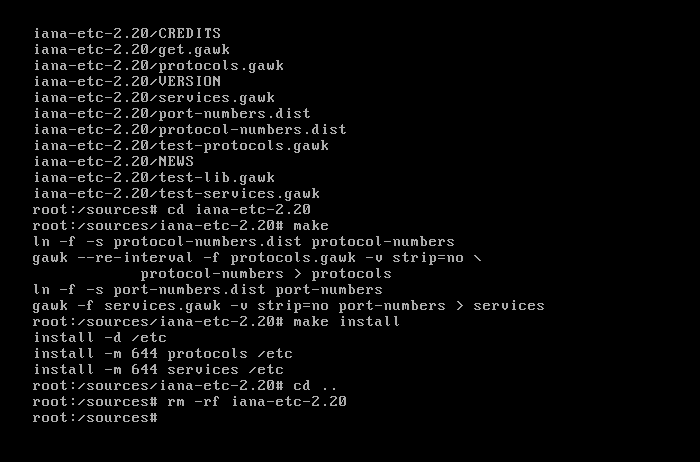 iana-etc-2.20/CREDITS
iana-etc-2.20/get.gawk
iana-etc-2.20/protocols.gawk
iana-etc-2.20/VERSION
iana-etc-2.20/services.gawk
iana-etc-2.20/port-numbers.dist
iana-etc-2.20/protocol-numbers.dist
iana-etc-2.20/test-protocols.gawk
iana-etc-2.20/NEWS
iana-etc-2.20/test-lib.gawk
iana-etc-2.20/test-services.gawk
root:/sources# cd iana-etc-2.20
root:/sources/iana-etc-2.20# make
ln -f -s protocol-numbers.dist protocol-numbers
gawk --re-interval -f protocols.gawk -v strip=no \
protocol-numbers > protocols
ln -f -s port-numbers.dist port-numbers
gawk -f services.gawk -v strip=no port-numbers > services
root:/sources/iana-etc-2.20# make install
install -d /etc
install -m 644 protocols /etc
install -m 644 services /etc
root:/sources/iana-etc-2.20# cd ..
root:/sources# rm -rf iana-etc-2.20
root:/sources#